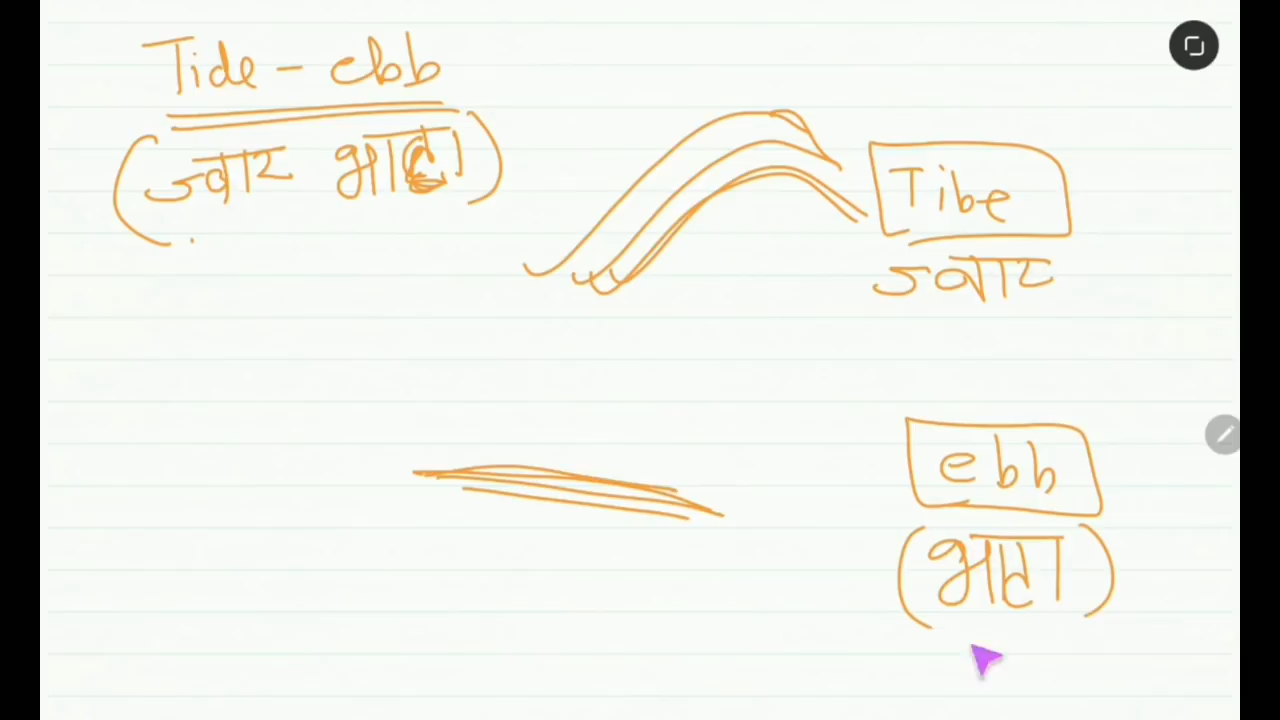 Tide - ebb
(ज्वार भाटा)
Tibe
ज्वार
ebb
(भाटा)